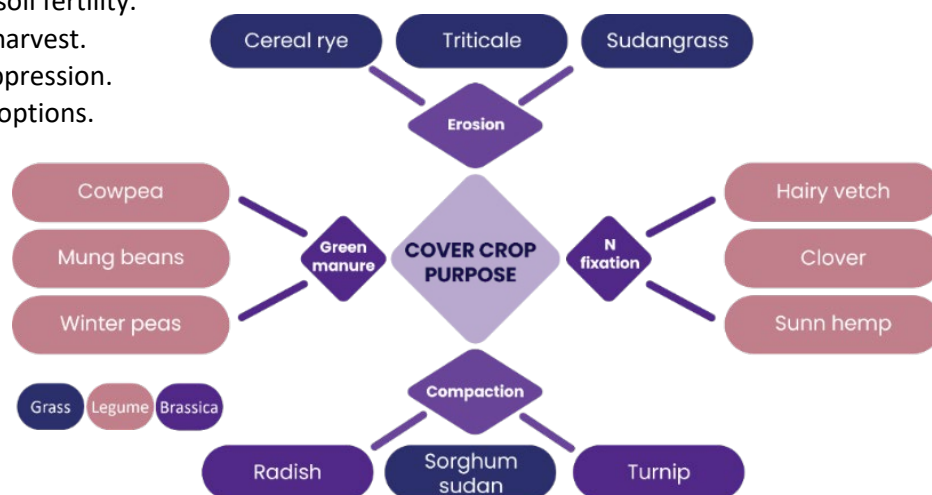 soil fertility.
harvest.
options.
Cereal rye
Triticale
Sudangrass
Erosion
Cowpea
Mung beans
Winter peas
Green
manure
COVER CROP
PURPOSE
N
fixation
Hairy vetch
Clover
Sunn hemp
Grass
Legume
Brassica
Compaction
Radish
Sorghum
sudan
Turnip